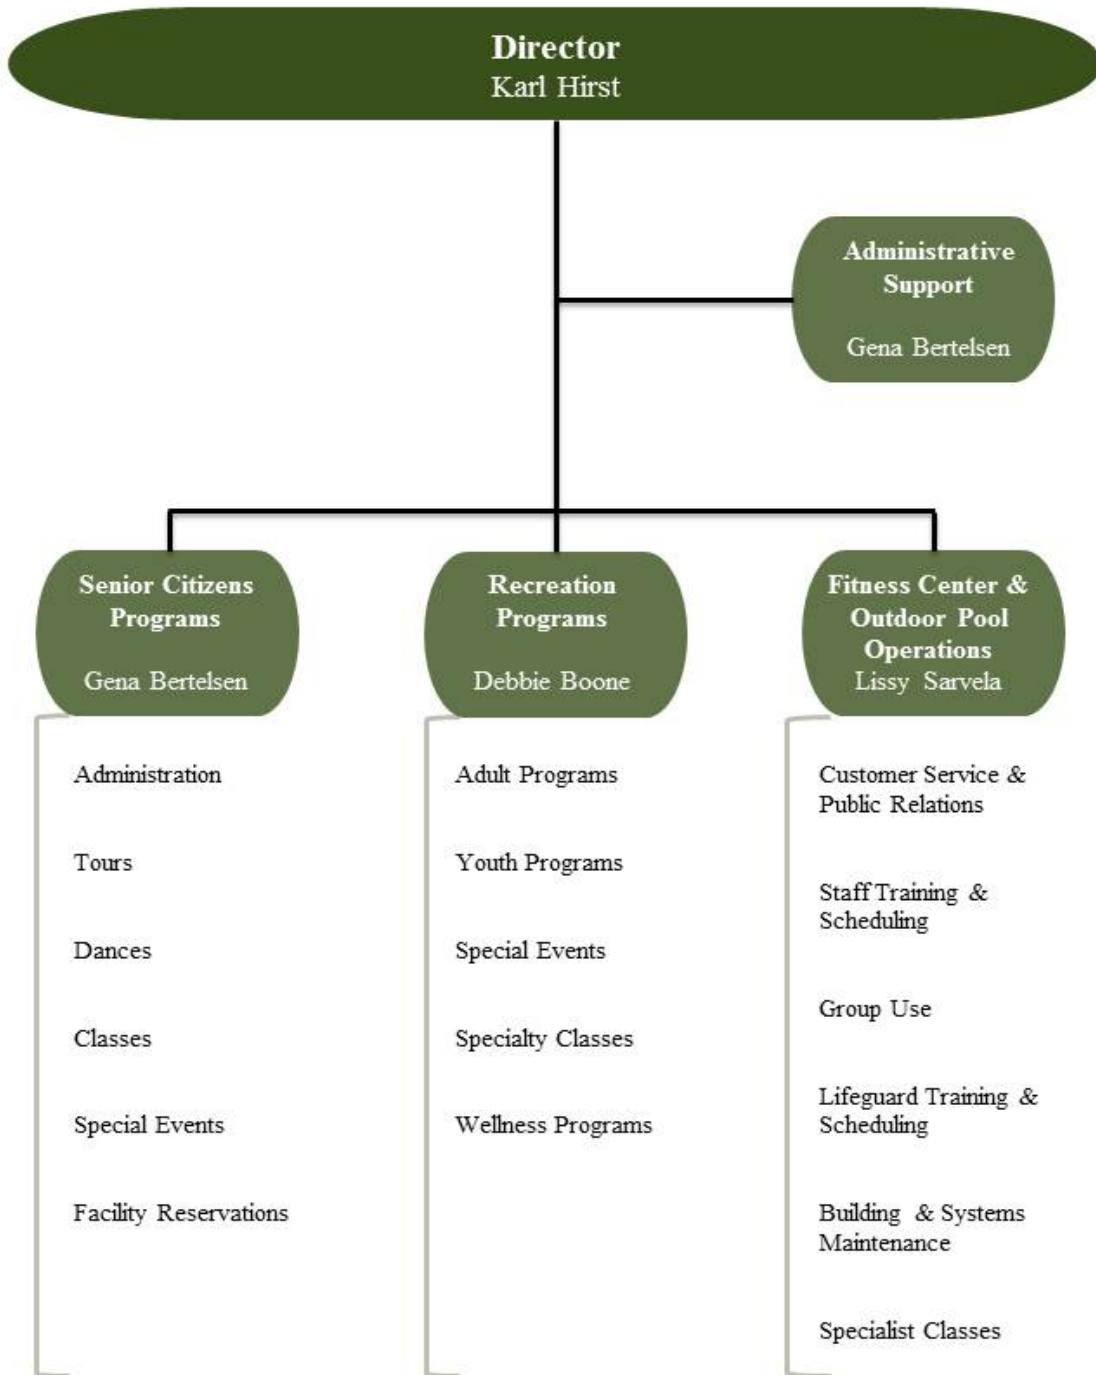 Director
Karl Hirst
Administrative
Support
Gena Bertelsen
Senior Citizens
Programs
Gena Bertelsen
Recreation
Programs
Debbie Boone
Fitness Center &
Outdoor Pool
Operations
Lissy Sarvela
Administration
Tours
Dances
Classes
Special Events
Facility Reservations
Adult Programs
Youth Programs
Special Events
Specialty Classes
Wellness Programs
Customer Service &
Public Relations
Staff Training &
Scheduling
Group Use
Lifeguard Training &
Scheduling
Building & Systems
Maintenance
Specialist Classes